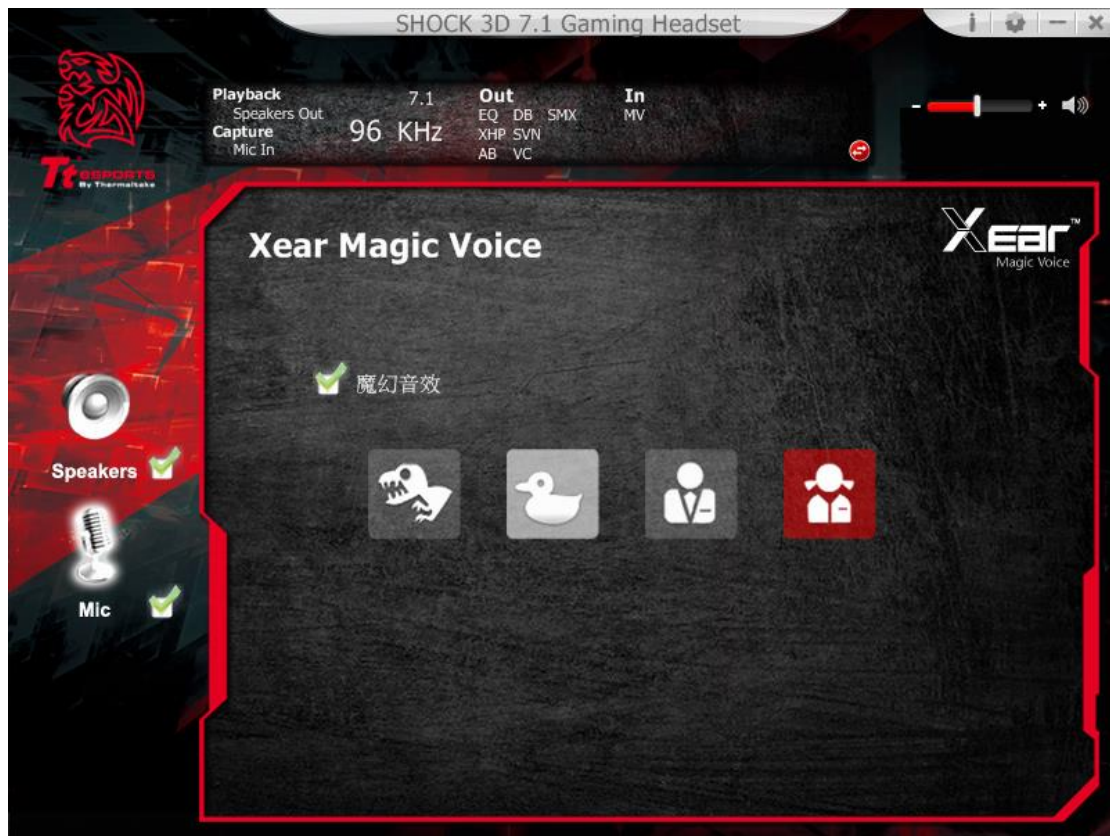 SHOCK 3D 7.1 Gaming Headset
Playback
Speakers Out
7.1
Capture
96 KHz
Mic In
Out
EQ DB SMX
XHP SVN
AB VC
In
MV
Tt eSPORTS
By Thermaltake
Xear Magic Voice
Xear™
Magic Voice
魔幻音效
Speakers
Mic